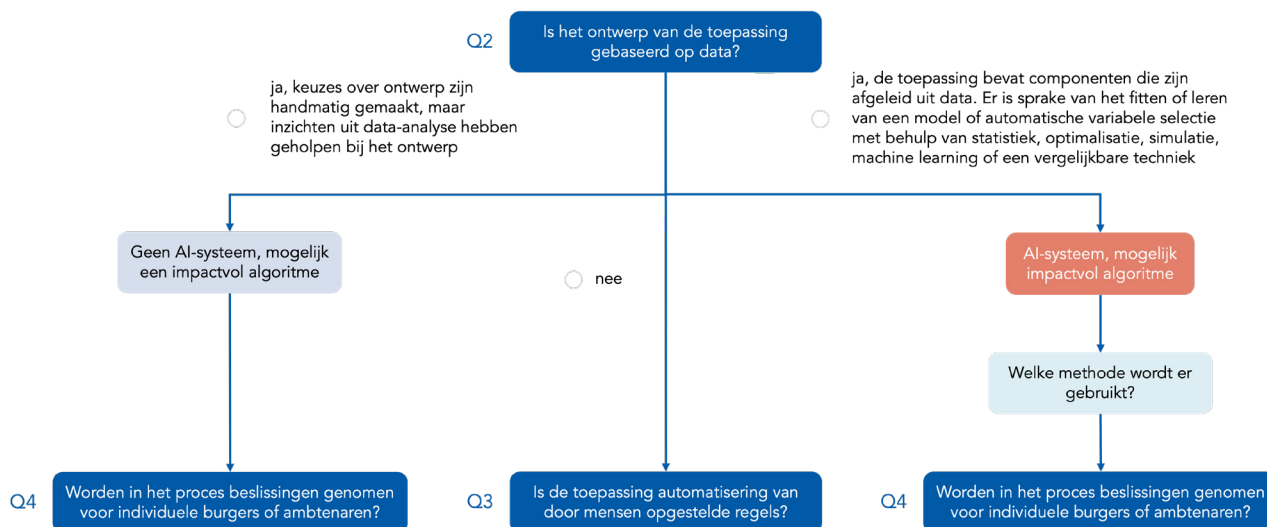 Q2
Is het ontwerp van de toepassing
gebaseerd op data?
ja, keuzes over ontwerp zijn
handmatig gemaakt, maar
inzichten uit data-analyse hebben
geholpen bij het ontwerp
ja, de toepassing bevat componenten die zijn
afgeleid uit data. Er is sprake van het fitten of leren
van een model of automatische variabele selectie
met behulp van statistiek, optimalisatie, simulatie,
machine learning of een vergelijkbare techniek
Geen AI-systeem, mogelijk
een impactvol algoritme
nee
AI-systeem, mogelijk
impactvol algoritme
Welke methode wordt er
gebruikt?
Q4
Worden in het proces beslissingen genomen
voor individuele burgers of ambtenaren?
Q3
Is de toepassing automatisering van
door mensen opgestelde regels?
Q4
Worden in het proces beslissingen genomen
voor individuele burgers of ambtenaren?